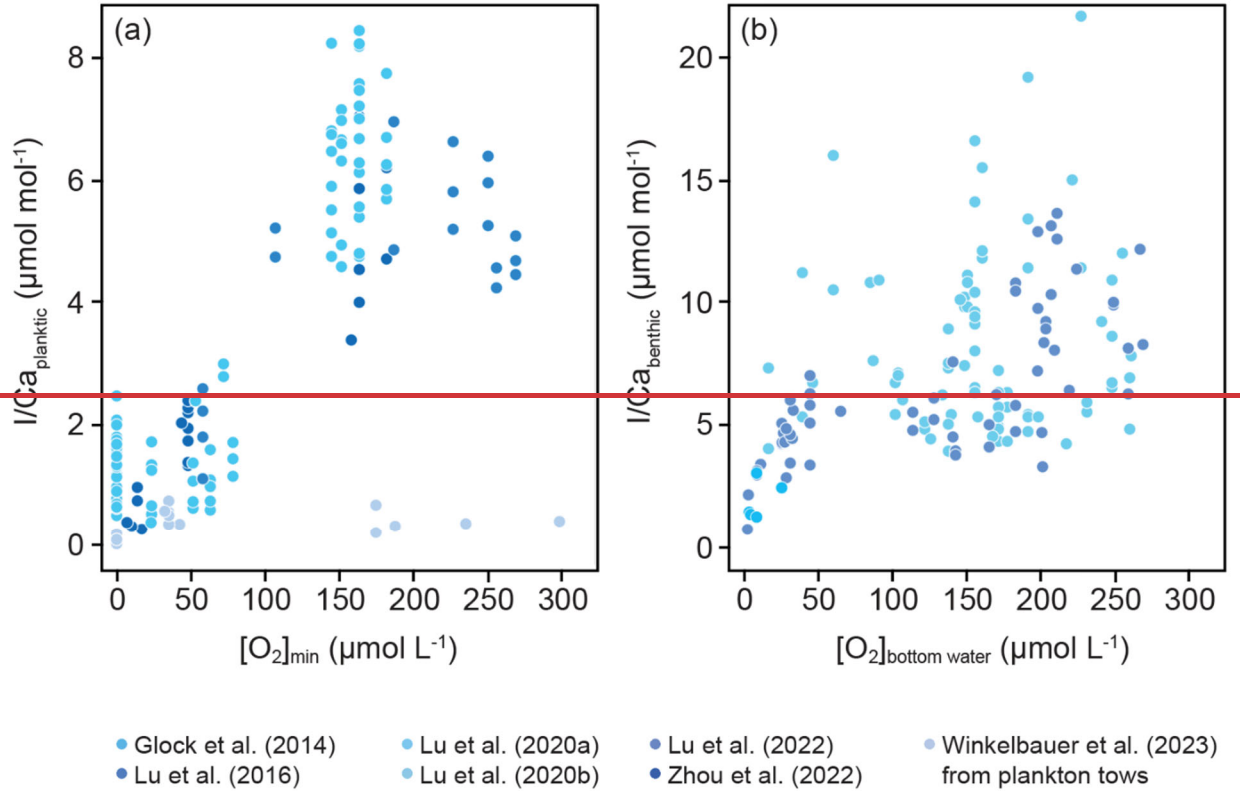 (a)
8
6
4
2
0
I/Caplanktic (µmol mol-1)
0 50 100 150 200 250 300
[O2]min (µmol L-1)
(b)
20
15
10
5
0
I/Cabenthic (µmol mol-1)
0 50 100 150 200 250 300
[O2]bottom water (µmol L-1)
Glock et al. (2014)
Lu et al. (2016)
Lu et al. (2020a)
Lu et al. (2020b)
Lu et al. (2022)
Zhou et al. (2022)
Winkelbauer et al. (2023)
from plankton tows